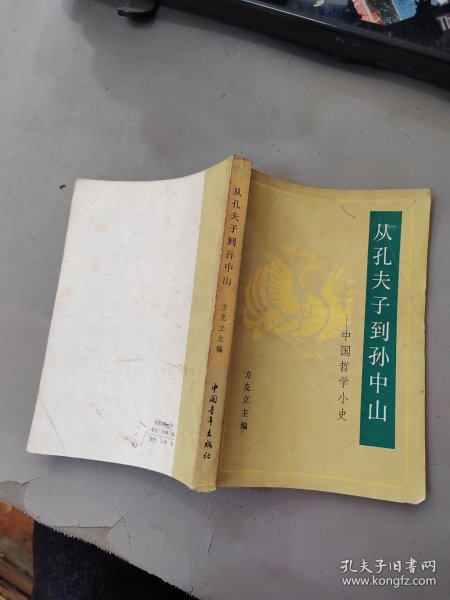 从孔夫子到孙中山
——中国哲学小史
方克立主编
从孔夫子到孙中山
方克立主编
中国青年出版社
孔夫子旧书网
www.kongfz.com